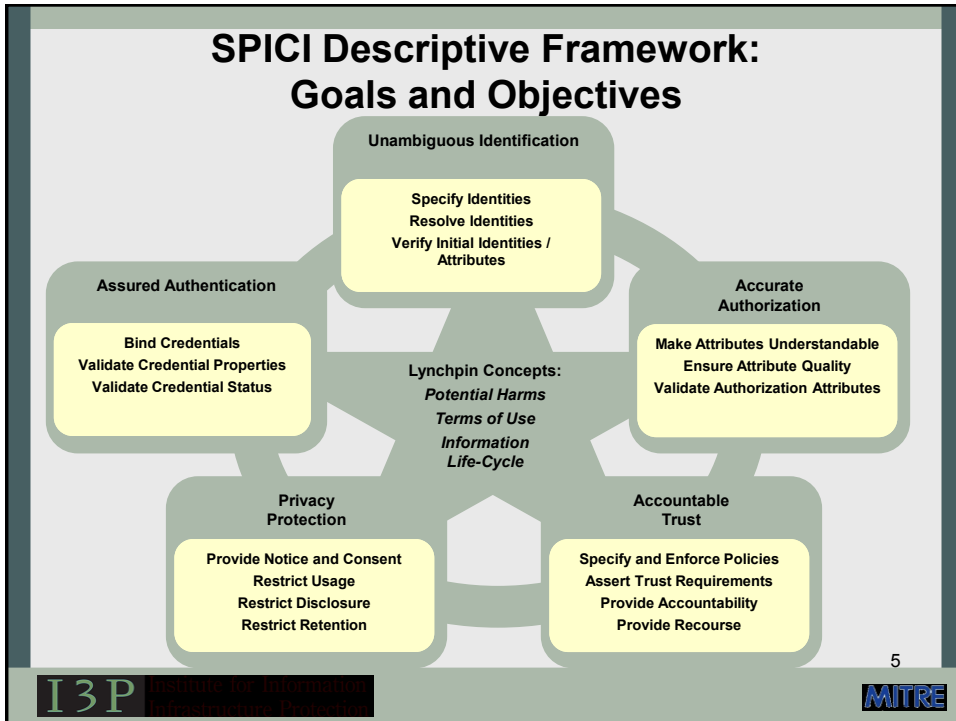 SPICI Descriptive Framework:
Goals and Objectives
Unambiguous Identification
Specify Identities
Resolve Identities
Verify Initial Identities /
Attributes
Assured Authentication
Bind Credentials
Validate Credential Properties
Validate Credential Status
Accurate
Authorization
Make Attributes Understandable
Ensure Attribute Quality
Validate Authorization Attributes
Lynchpin Concepts:
Potential Harms
Terms of Use
Information
Life-Cycle
Privacy
Protection
Provide Notice and Consent
Restrict Usage
Restrict Disclosure
Restrict Retention
Accountable
Trust
Specify and Enforce Policies
Assert Trust Requirements
Provide Accountability
Provide Recourse
5
I3P Institute for Information
Infrastructure Protection
MITRE